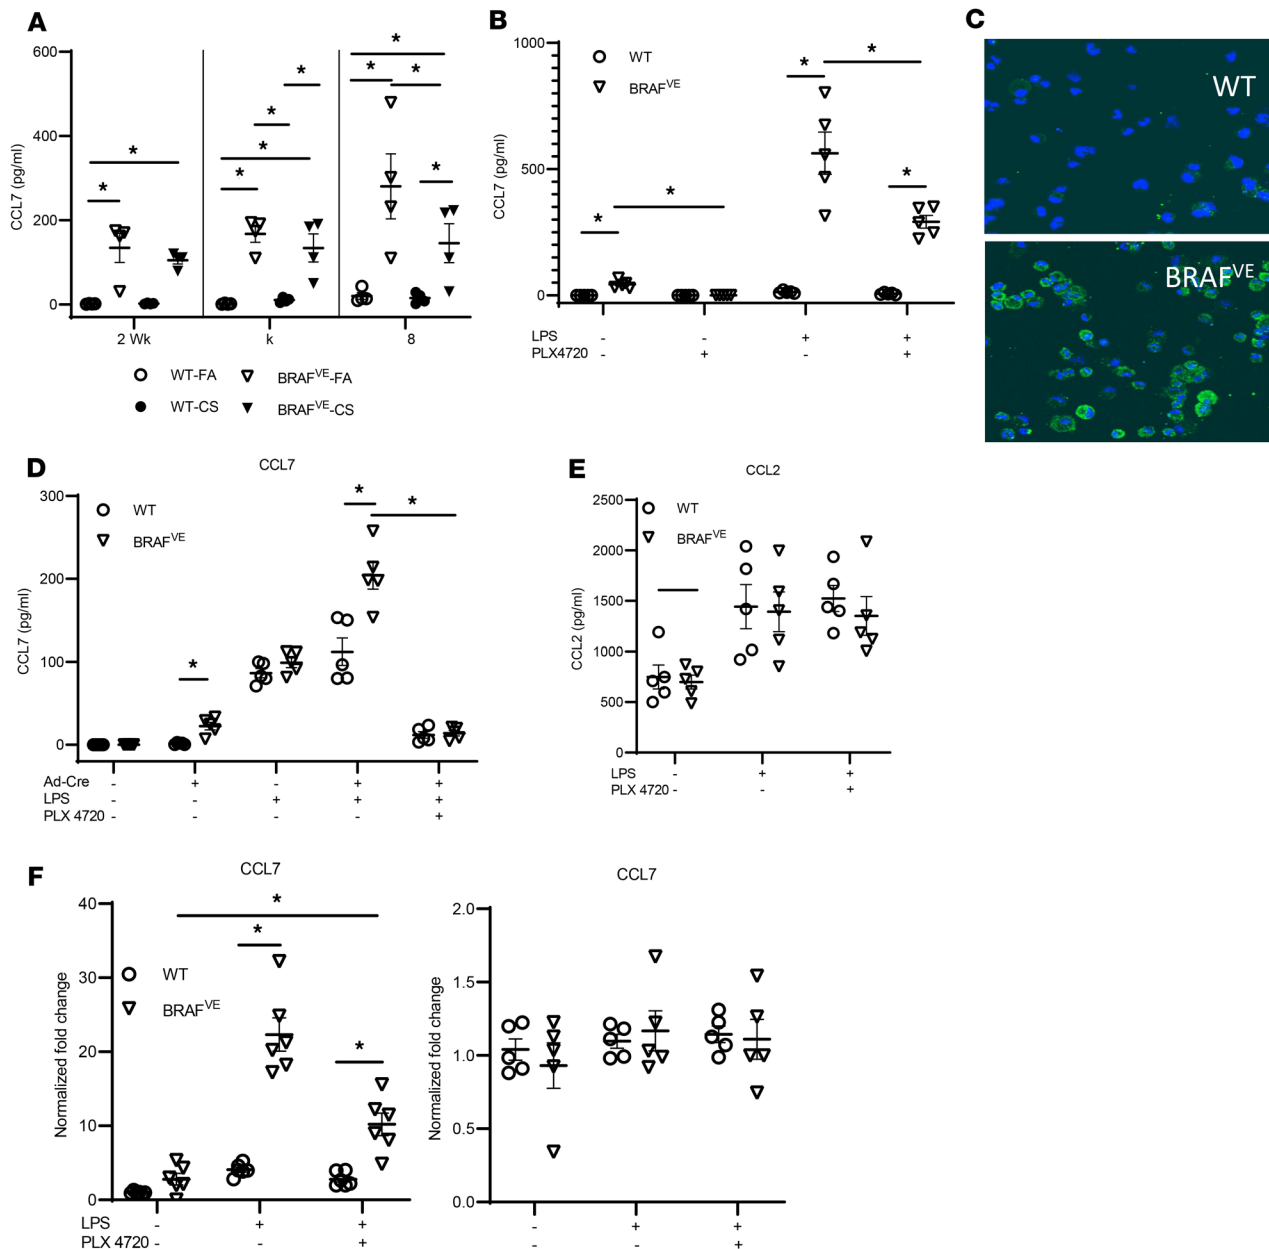 A
600
400
200
0
CCL7 (pg/ml)
* * * * * * * * * *
2 Wk k 8
WT-FA BRAFVE-FA
WT-CS BRAFVE-CS
B
1000
500
0
CCL7 (pg/ml)
WT
BRAFVE
* * * * *
LPS - - + +
PLX4720 - + - +
C
WT
BRAFVE
D
CCL7
300
200
100
0
CCL7 (pg/ml)
WT
BRAFVE
* * *
Ad-Cre - + - + +
LPS - - + + +
PLX 4720 - - - - +
E
CCL2
2500
2000
1500
1000
500
0
CCL2 (pg/ml)
WT
BRAFVE
LPS - + +
PLX 4720 - - +
F
CCL7
40
30
20
10
0
Normalized fold change
WT
BRAFVE
* * *
LPS - + +
PLX 4720 - - +
CCL7
2.0
1.5
1.0
0.5
0.0
Normalized fold change
- + +
- - +